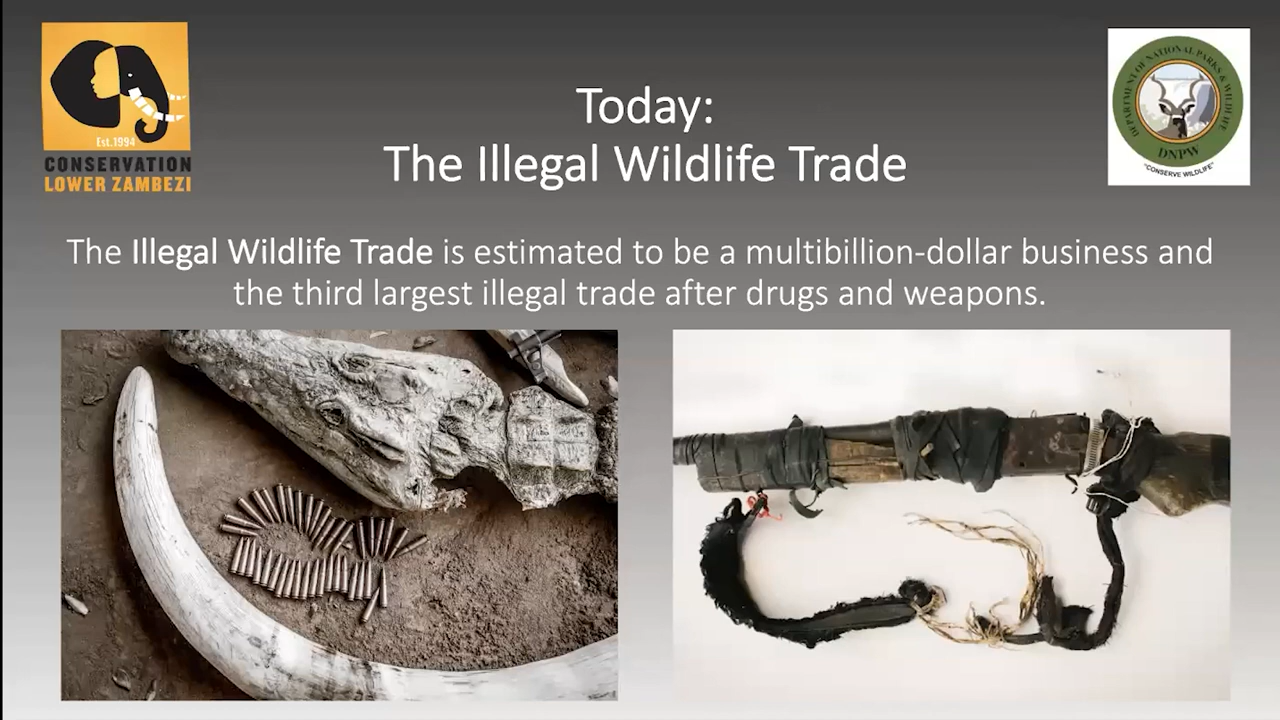 Est.1994
CONSERVATION
LOWER ZAMBEZI
DEPARTMENT OF NATIONAL PARKS & WILDLIFE
DNPW
"CONSERVE WILDLIFE"
Today:
The Illegal Wildlife Trade
The Illegal Wildlife Trade is estimated to be a multibillion-dollar business and
the third largest illegal trade after drugs and weapons.